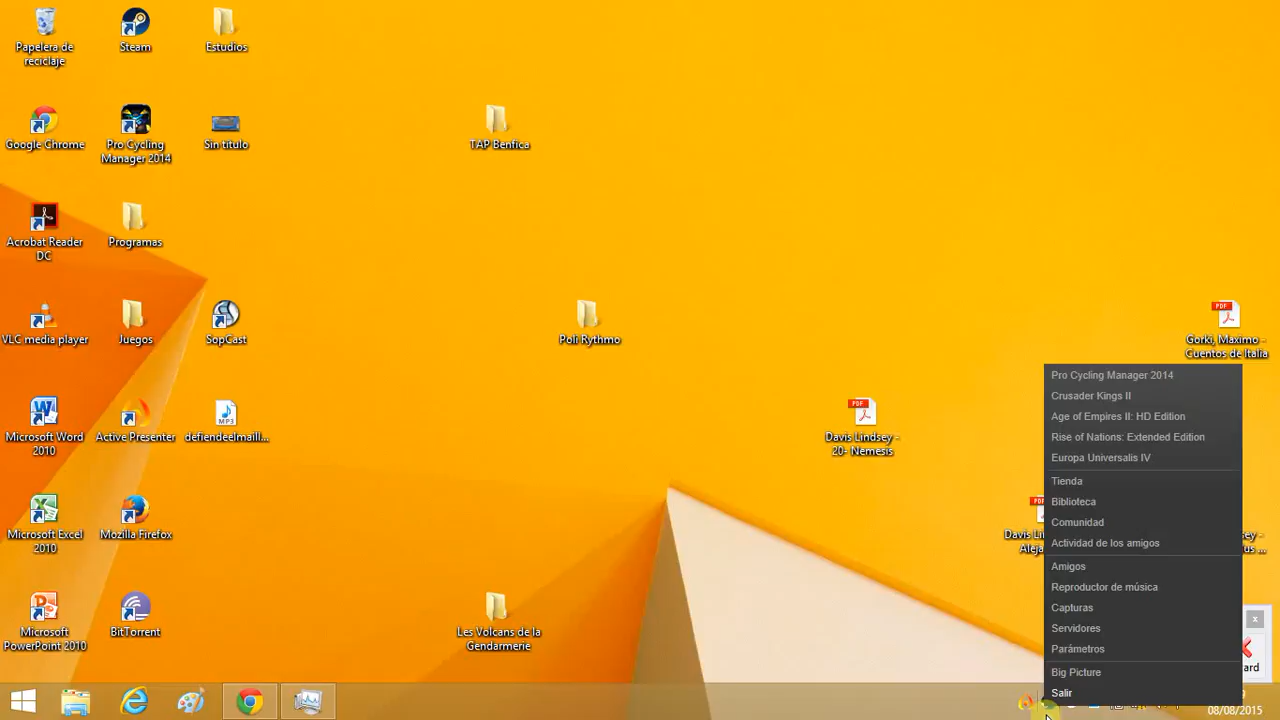 Papelera de
reciclaje
Steam
Estudios
Google Chrome
Pro Cycling
Manager 2014
Sin título
TAP Benfica
Acrobat Reader
DC
Programas
VLC media player
Juegos
SopCast
Poli Rythmo
PDF
Gorki, Maximo -
Cuentos de Italia
Microsoft Word
2010
Active Presenter
MP3
defiendeelmaill...
PDF
Davis Lindsey -
20- Nemesis
Microsoft Excel
2010
Mozilla Firefox
Microsoft
PowerPoint 2010
BitTorrent
Les Volcans de la
Gendarmerie
Pro Cycling Manager 2014
Crusader Kings II
Age of Empires II: HD Edition
Rise of Nations: Extended Edition
Europa Universalis IV
Tienda
Biblioteca
Comunidad
Actividad de los amigos
Amigos
Reproductor de música
Capturas
Servidores
Parámetros
Big Picture
Salir
08/08/2015